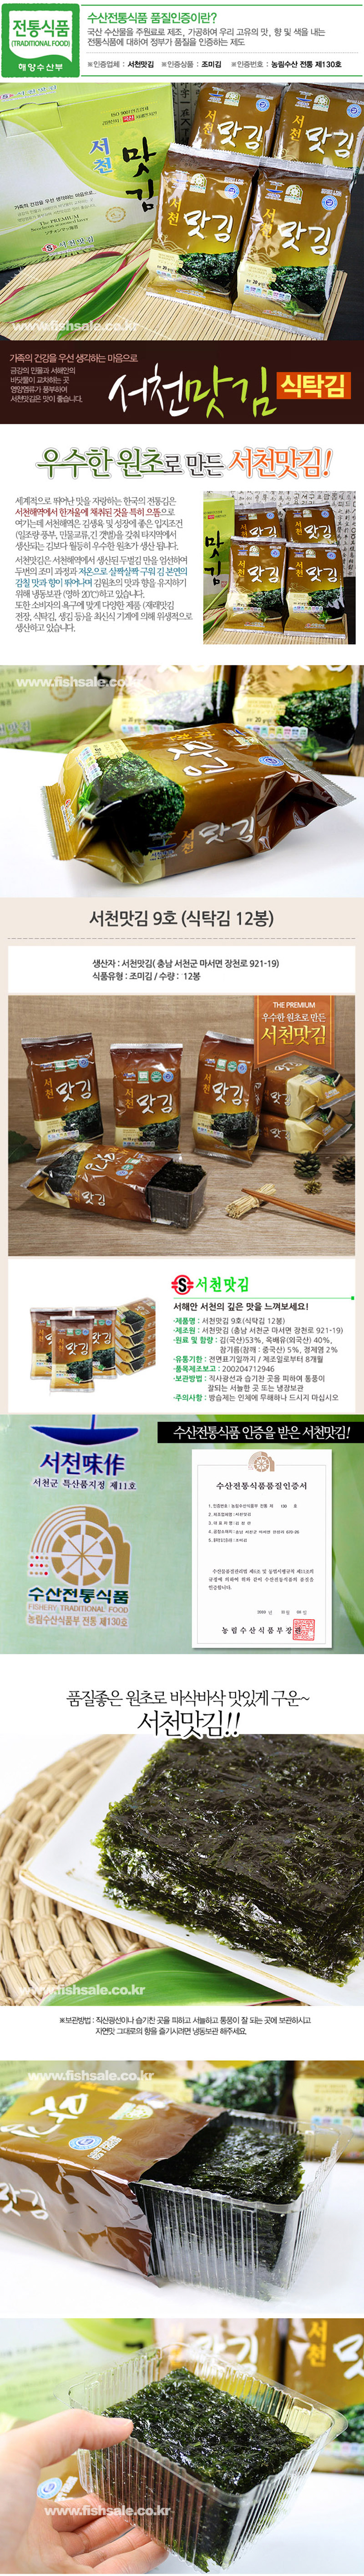 전통식품
(TRADITIONAL FOOD)
해양수산부
수산전통식품 품질인증이란?
국산 수산물을 주원료로 제조, 가공하여 우리 고유의 맛, 향 및 색을 내는
전통식품에 대하여 정부가 품질을 인증하는 제도
※인증업체 : 서천맛김 ※인증상품 : 조미김 ※인증번호 : 농림수산 전통 제130호
서천 맛김
The PREMIUM
서천맛김
www.fishsale.co.kr
가족의 건강을 우선 생각하는 마음으로
금강의 민물과 서해안의
바닷물이 교차하는 곳
영양염류가 풍부하여
서천맛김은 맛이 좋습니다.
서천맛김 식탁김
우수한 원초로 만든 서천맛김!
세계적으로 뛰어난 맛을 자랑하는 한국의 전통김은
서천해역에서 한겨울에 채취된 것을 특히 으뜸으로
여기는데 서천해역은 김생육 및 성장에 좋은 입지조건
(일조량 풍부, 민물교류,긴 갯벌)을 갖춰 타지역에서
생산되는 김보다 월등히 우수한 원초가 생산 됩니다.
서천맛김은 서천해역에서 생산된 두벌김 만을 엄선하여
두번의 조미 과정과 저온으로 살짝살짝 구워 김 본연의
감칠 맛과 향이 뛰어나며 김원초의 맛과 향을 유지하기
위해 냉동보관 (영하 20℃)하고 있습니다.
또한 소비자의 욕구에 맞게 다양한 제품 (재래맛김
전장, 식탁김, 생김 등)을 최신식 기계에 의해 위생적으로
생산하고 있습니다.
www.fishsale.co.kr
서천 맛김
서천맛김 9호 (식탁김 12봉)
생산자 : 서천맛김( 충남 서천군 마서면 장천로 921-19)
식품유형 : 조미김 / 수량 : 12봉
THE PREMIUM
우수한 원초로 만든
서천맛김
서천 맛김
서천 맛김
서천 맛김
S 서천맛김
서해안 서천의 깊은 맛을 느껴보세요!
·제품명 : 서천맛김 9호(식탁김 12봉)
·제조원 : 서천맛김 (충남 서천군 마서면 장천로 921-19)
·원료 및 함량 : 김(국산)53%, 옥배유(외국산) 40%,
참기름(참깨 : 중국산) 5%, 정제염 2%
·유통기한 : 전면표기일까지 / 제조일로부터 8개월
·품목제조보고 : 200204712946
·보관방법 : 직사광선과 습기찬 곳을 피하여 통풍이
잘되는 서늘한 곳 또는 냉장보관
·주의사항 : 방습제는 인체에 무해하나 드시지 마십시오
수산전통식품 인증을 받은 서천맛김!
서천味作
서천군 특산품지정 제11호
수산전통식품
FISHERY TRADITIONAL FOOD
농림수산식품부 전통 제130호
수산전통식품품질인증서
농림수산식품부장관
품질좋은 원초로 바삭바삭 맛있게 구운~
서천맛김!!
www.fishsale.co.kr
※보관방법 : 직산광선이나 습기찬 곳을 피하고 서늘하고 통풍이 잘 되는 곳에 보관하시고
자연맛 그대로의 향을 즐기시려면 냉동보관 해주세요.
www.fishsale.co.kr
www.fishsale.co.kr